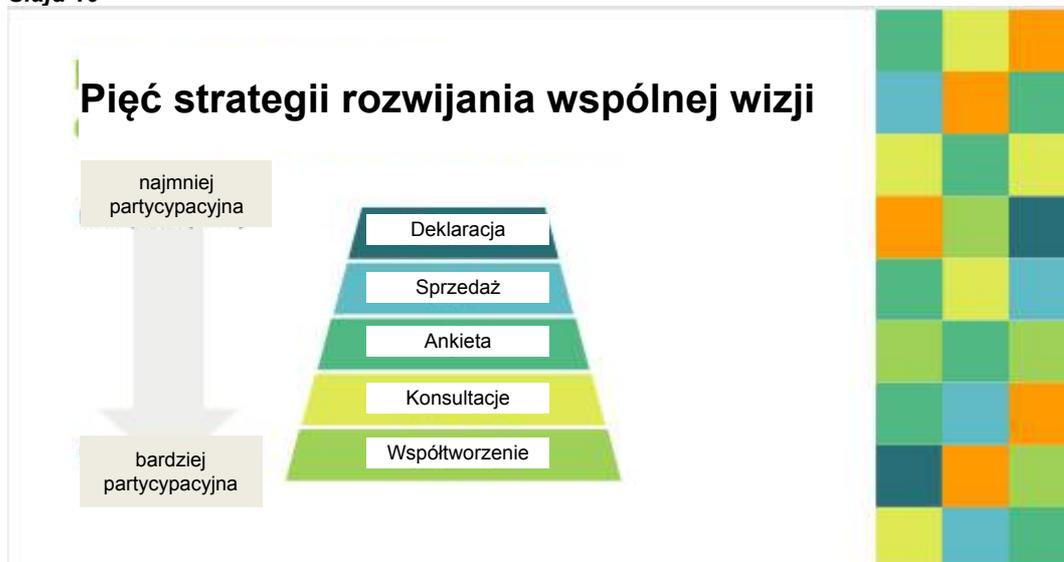 Pięć strategii rozwijania wspólnej wizji
najmniej
partycypacyjna
Deklaracja
Sprzedaż
Ankieta
Konsultacje
Współtworzenie
bardziej
partycypacyjna